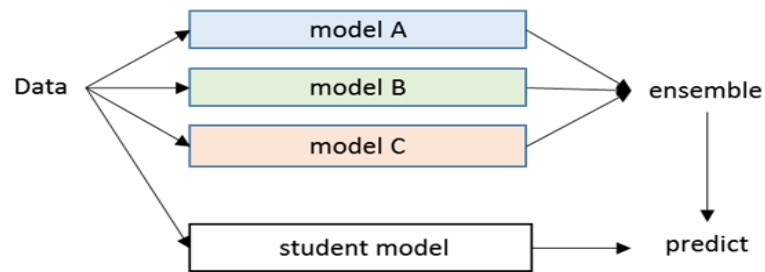 model A
Data
model B
ensemble
model C
student model
predict